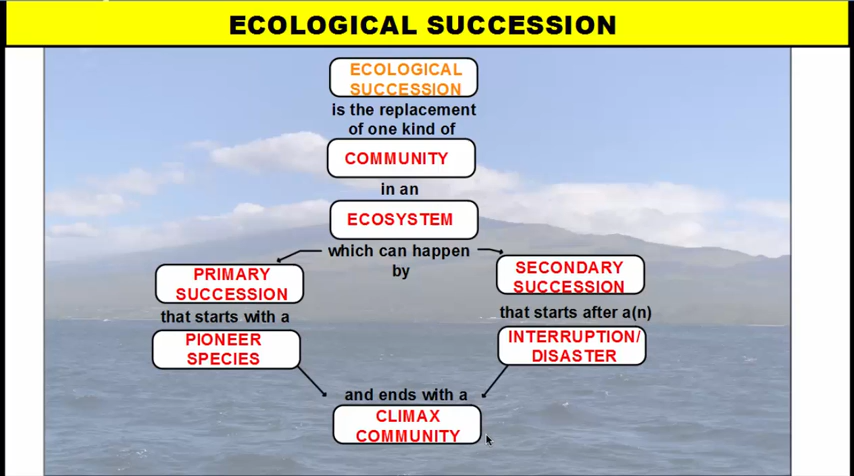 ECOLOGICAL SUCCESSION
ECOLOGICAL
SUCCESSION
is the replacement
of one kind of
COMMUNITY
in an
ECOSYSTEM
which can happen
by
PRIMARY
SUCCESSION
SECONDARY
SUCCESSION
that starts with a
that starts after a(n)
PIONEER
SPECIES
INTERRUPTION/
DISASTER
and ends with a
CLIMAX
COMMUNITY